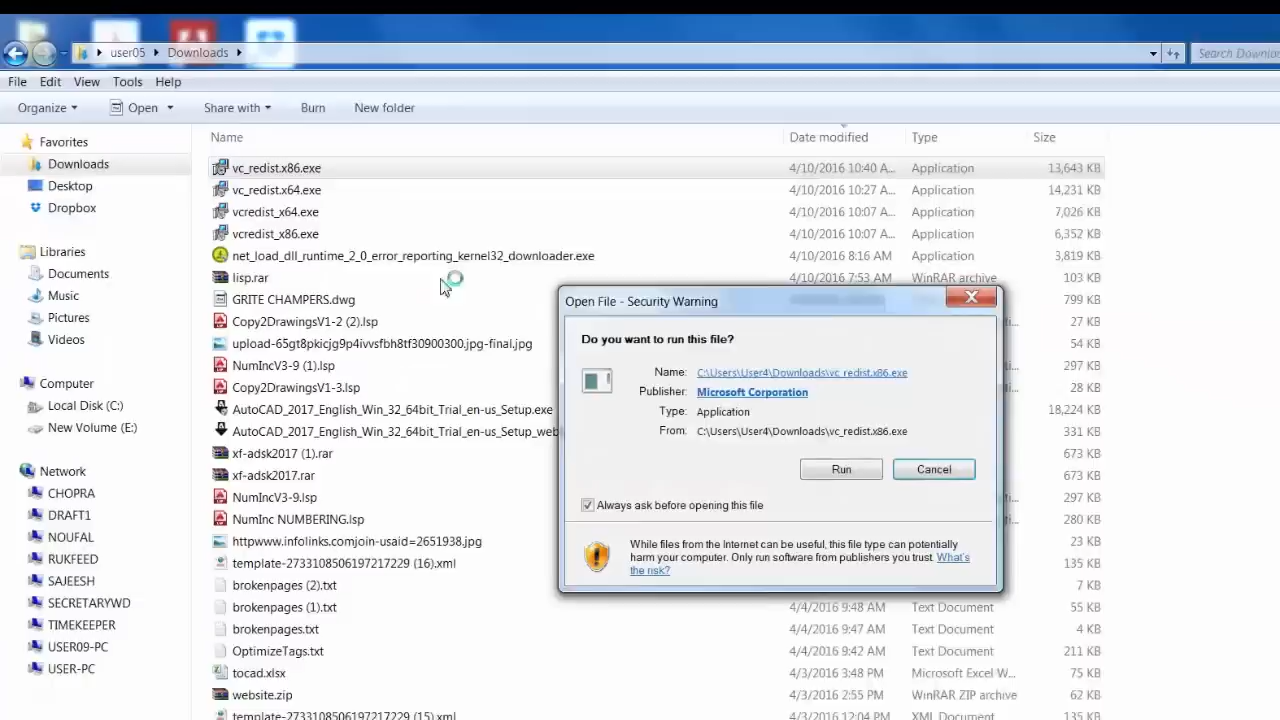 user05 Downloads
Search Downloa
File Edit View Tools Help
Organize Open Share with Burn New folder
Name Date modified Type Size
Favorites
Downloads
Desktop
Dropbox
Libraries
Documents
Music
Pictures
Videos
Computer
Local Disk (C:)
New Volume (E:)
Network
CHOPRA
DRAFT1
NOUFAL
RUKFEED
SAJEESH
SECRETARYWD
TIMEKEEPER
USER09-PC
USER-PC
vc_redist.x86.exe 4/10/2016 10:40 A... Application 13,643 KB
vc_redist.x64.exe 4/10/2016 10:27 A... Application 14,231 KB
vcredist_x64.exe 4/10/2016 10:07 A... Application 7,026 KB
vcredist_x86.exe 4/10/2016 10:07 A... Application 6,352 KB
net_load_dll_runtime_2_0_error_reporting_kernel32_downloader.exe 4/10/2016 8:16 AM Application 3,819 KB
lisp.rar 4/10/2016 7:53 AM WinRAR archive 103 KB
GRITE CHAMPERS.dwg 799 KB
Copy2DrawingsV1-2 (2).lsp 27 KB
upload-65gt8pkicjg9p4ivvsfbh8tf30900300.jpg-final.jpg 54 KB
NumIncV3-9 (1).lsp 297 KB
Copy2DrawingsV1-3.lsp 28 KB
AutoCAD_2017_English_Win_32_64bit_Trial_en-us_Setup.exe 18,224 KB
AutoCAD_2017_English_Win_32_64bit_Trial_en-us_Setup_web 331 KB
xf-adsk2017 (1).rar 673 KB
xf-adsk2017.rar 673 KB
NumIncV3-9.lsp 297 KB
NumInc NUMBERING.lsp 280 KB
httpwww.infolinks.comjoin-usaid=2651938.jpg 23 KB
template-2733108506197217229 (16).xml 135 KB
brokenpages (2).txt 7 KB
brokenpages (1).txt 4/4/2016 9:48 AM Text Document 55 KB
brokenpages.txt 4/4/2016 9:47 AM Text Document 4 KB
OptimizeTags.txt 4/4/2016 9:42 AM Text Document 211 KB
tocad.xlsx 4/3/2016 3:48 PM Microsoft Excel W... 75 KB
website.zip 4/3/2016 2:55 PM WinRAR ZIP archive 62 KB
template-2733108506197217229 (15).xml 4/3/2016 12:04 PM XML Document 135 KB
Open File - Security Warning
Do you want to run this file?
Name: C:\Users\User4\Downloads\vc_redist.x86.exe
Publisher: Microsoft Corporation
Type: Application
From: C:\Users\User4\Downloads\vc_redist.x86.exe
Run Cancel
Always ask before opening this file
While files from the Internet can be useful, this file type can potentially
harm your computer. Only run software from publishers you trust. What's
the risk?